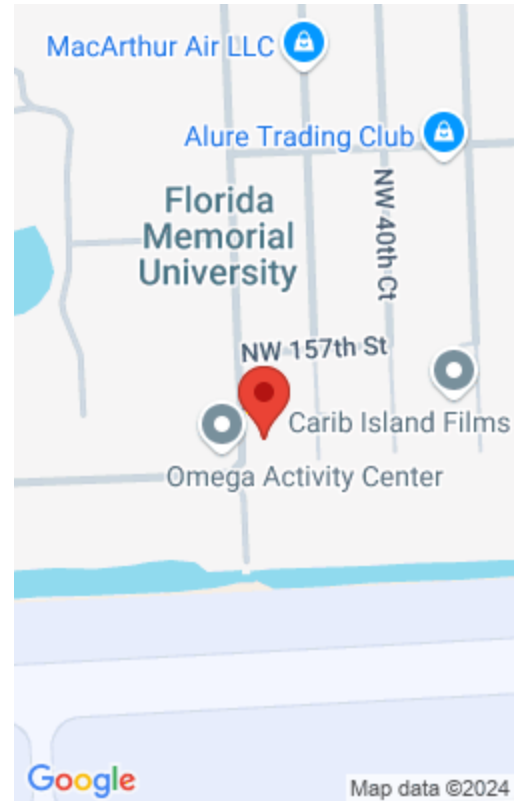 MacArthur Air LLC
Alure Trading Club
Florida
Memorial
University
NW 40th Ct
NW 157th St
Carib Island Films
Omega Activity Center
Google
Map data ©2024